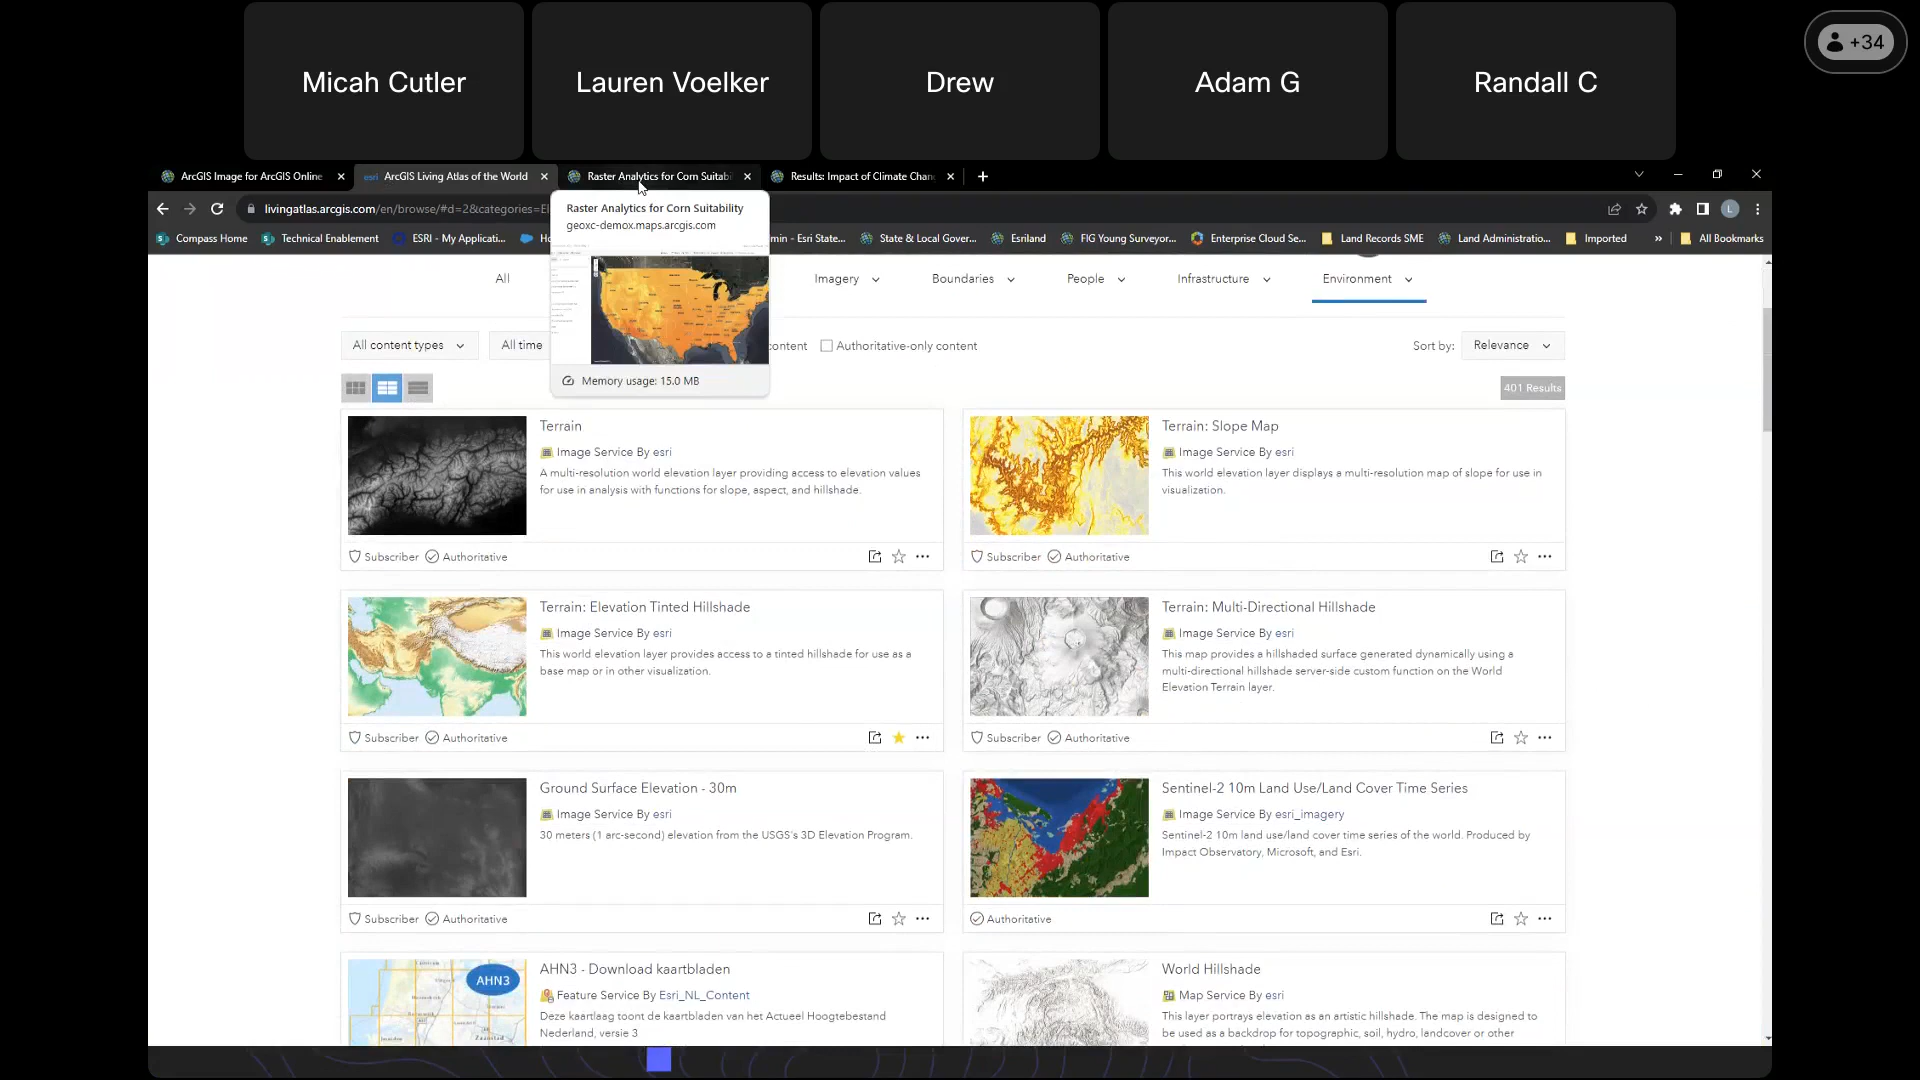 Micah Cutler
Lauren Voelker
Drew
Adam G
Randall C
+34
ArcGIS Image for ArcGIS Online
esri ArcGIS Living Atlas of the World
Raster Analytics for Corn Suitabi
Results: Impact of Climate Chan
livingatlas.arcgis.com/en/browse/#d=2&categories=E
L
Raster Analytics for Corn Suitability
geoxc-demox.maps.arcgis.com
Compass Home
Technical Enablement
ESRI - My Applicati...
min - Esri State...
State & Local Gover...
Esriland
FIG Young Surveyor...
Enterprise Cloud Se...
Land Records SME
Land Administratio...
Imported
»
All Bookmarks
All
Imagery
Boundaries
People
Infrastructure
Environment
All content types
All time
content
Authoritative-only content
Sort by:
Relevance
Memory usage: 15.0 MB
401 Results
Terrain
Image Service By esri
A multi-resolution world elevation layer providing access to elevation values
for use in analysis with functions for slope, aspect, and hillshade.
Subscriber Authoritative
Terrain: Slope Map
Image Service By esri
This world elevation layer displays a multi-resolution map of slope for use in
visualization.
Subscriber Authoritative
Terrain: Elevation Tinted Hillshade
Image Service By esri
This world elevation layer provides access to a tinted hillshade for use as a
base map or in other visualization.
Subscriber Authoritative
Terrain: Multi-Directional Hillshade
Image Service By esri
This map provides a hillshaded surface generated dynamically using a
multi-directional hillshade server-side custom function on the World
Elevation Terrain layer.
Subscriber Authoritative
Ground Surface Elevation - 30m
Image Service By esri
30 meters (1 arc-second) elevation from the USGS's 3D Elevation Program.
Subscriber Authoritative
Sentinel-2 10m Land Use/Land Cover Time Series
Image Service By esri_imagery
Sentinel-2 10m land use/land cover time series of the world. Produced by
Impact Observatory, Microsoft, and Esri.
Authoritative
AHN3
AHN3 - Download kaartbladen
Feature Service By Esri_NL_Content
Deze kaartlaag toont de kaartbladen van het Actueel Hoogtebestand
Nederland, versie 3
World Hillshade
Map Service By esri
This layer portrays elevation as an artistic hillshade. The map is designed to
be used as a backdrop for topographic, soil, hydro, landcover or other